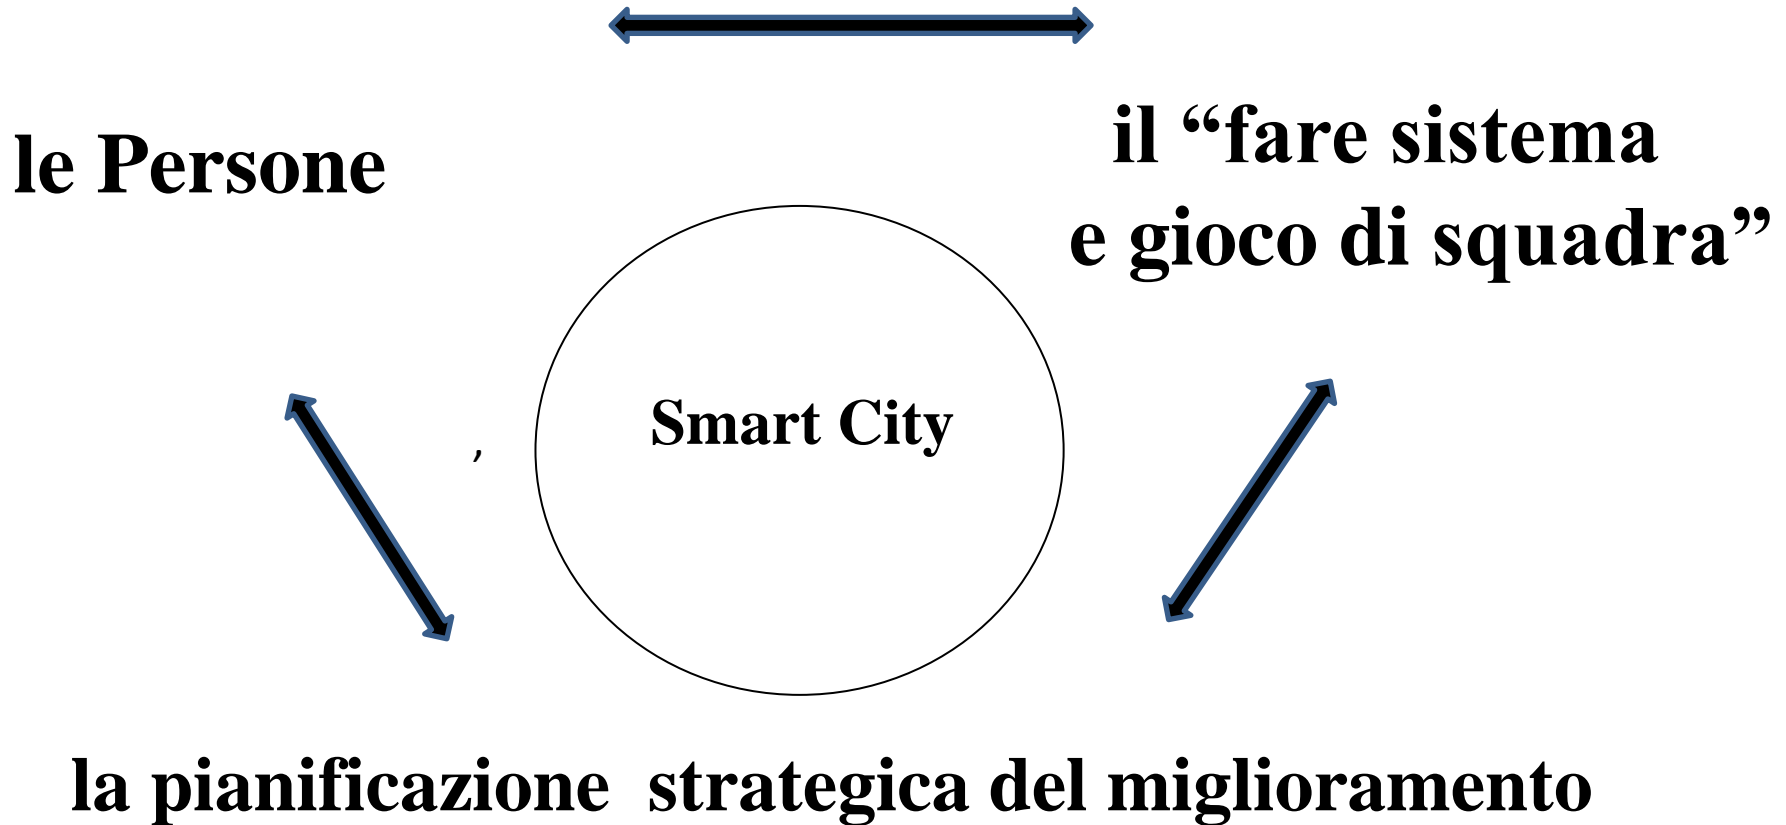 le Persone
il “fare sistema
e gioco di squadra”
Smart City
,
la pianificazione strategica del miglioramento